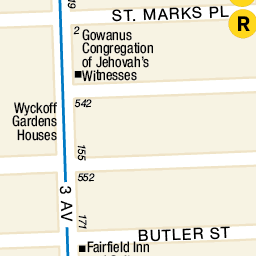 ST. MARKS PL
R
2
Gowanus
Congregation
of Jehovah's
Witnesses
542
Wyckoff
Gardens
Houses
155
552
3 AV
171
BUTLER ST
Fairfield Inn